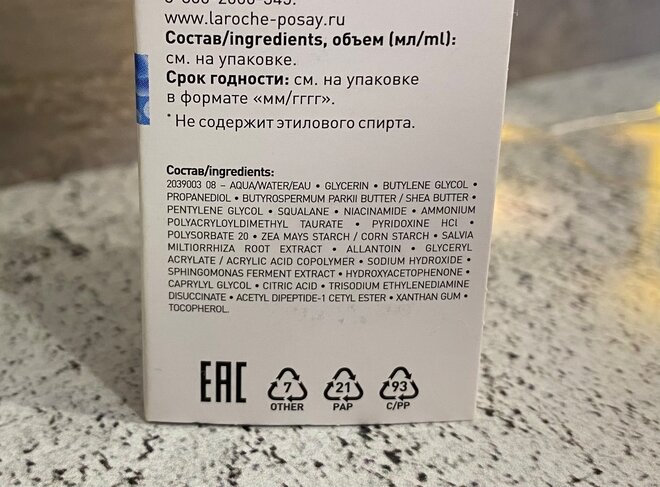 www.laroche-posay.ru
Состав/ingredients, объем (мл/ml):
см. на упаковке.
Срок годности: см. на упаковке
в формате «мм/гггг».
* Не содержит этилового спирта.
Состав/ingredients:
2039003 08 – AQUA/WATER/EAU • GLYCERIN • BUTYLENE GLYCOL •
PROPANEDIOL • BUTYROSPERMUM PARKII BUTTER / SHEA BUTTER •
PENTYLENE GLYCOL • SQUALANE • NIACINAMIDE • AMMONIUM
POLYACRYLOYLDIMETHYL TAURATE • PYRIDOXINE HCl •
POLYSORBATE 20 • ZEA MAYS STARCH / CORN STARCH • SALVIA
MILTIORRHIZA ROOT EXTRACT • ALLANTOIN • GLYCERYL
ACRYLATE / ACRYLIC ACID COPOLYMER • SODIUM HYDROXIDE •
SPHINGOMONAS FERMENT EXTRACT • HYDROXYACETOPHENONE •
CAPRYLYL GLYCOL • CITRIC ACID • TRISODIUM ETHYLENEDIAMINE
DISUCCINATE • ACETYL DIPEPTIDE-1 CETYL ESTER • XANTHAN GUM •
TOCOPHEROL.
EAC
7 21 93
OTHER PAP C/PP